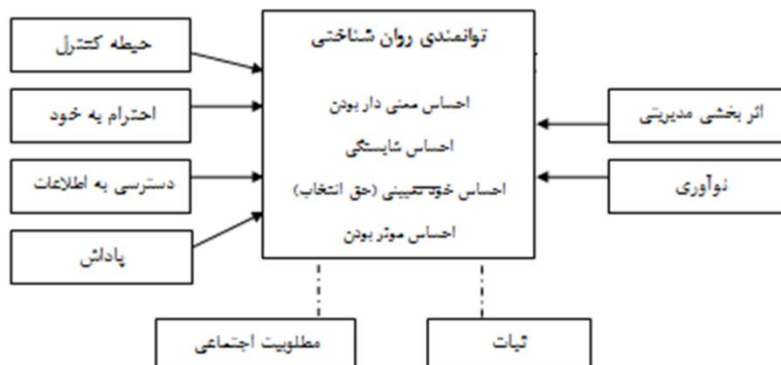 توانمندی روان شناختی
احساس معنی دار بودن
احساس شایستگی
احساس خود-تعیینی (حق انتخاب)
احساس موثر بودن
حیطه کنترل
احترام به خود
دسترسی به اطلاعات
پاداش
اثر بخشی مدیریتی
نوآوری
مطلوبیت اجتماعی
ثبات